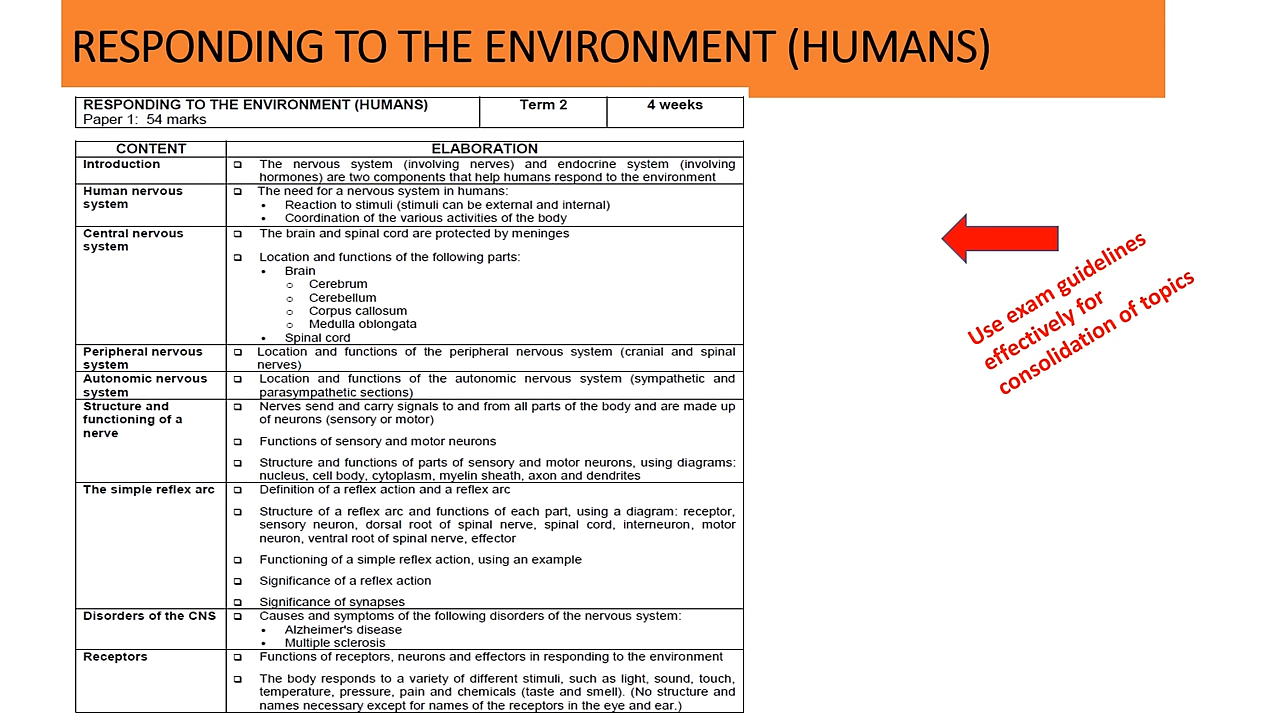 RESPONDING TO THE ENVIRONMENT (HUMANS)
RESPONDING TO THE ENVIRONMENT (HUMANS) Term 2 4 weeks
Paper 1: 54 marks
CONTENT ELABORATION
Introduction ❑ The nervous system (involving nerves) and endocrine system (involving
hormones) are two components that help humans respond to the environment
Human nervous ❑ The need for a nervous system in humans:
system • Reaction to stimuli (stimuli can be external and internal)
• Coordination of the various activities of the body
Central nervous ❑ The brain and spinal cord are protected by meninges
system
❑ Location and functions of the following parts:
• Brain
o Cerebrum
o Cerebellum
o Corpus callosum
o Medulla oblongata
• Spinal cord
Peripheral nervous ❑ Location and functions of the peripheral nervous system (cranial and spinal
system nerves)
Autonomic nervous ❑ Location and functions of the autonomic nervous system (sympathetic and
system parasympathetic sections)
Structure and ❑ Nerves send and carry signals to and from all parts of the body and are made up
functioning of a of neurons (sensory or motor)
nerve
❑ Functions of sensory and motor neurons
❑ Structure and functions of parts of sensory and motor neurons, using diagrams:
nucleus, cell body, cytoplasm, myelin sheath, axon and dendrites
The simple reflex arc ❑ Definition of a reflex action and a reflex arc
❑ Structure of a reflex arc and functions of each part, using a diagram: receptor,
sensory neuron, dorsal root of spinal nerve, spinal cord, interneuron, motor
neuron, ventral root of spinal nerve, effector
❑ Functioning of a simple reflex action, using an example
❑ Significance of a reflex action
❑ Significance of synapses
Disorders of the CNS ❑ Causes and symptoms of the following disorders of the nervous system:
• Alzheimer's disease
• Multiple sclerosis
Receptors ❑ Functions of receptors, neurons and effectors in responding to the environment
❑ The body responds to a variety of different stimuli, such as light, sound, touch,
temperature, pressure, pain and chemicals (taste and smell). (No structure and
names necessary except for names of the receptors in the eye and ear.)
Use exam guidelines
effectively for
consolidation of topics